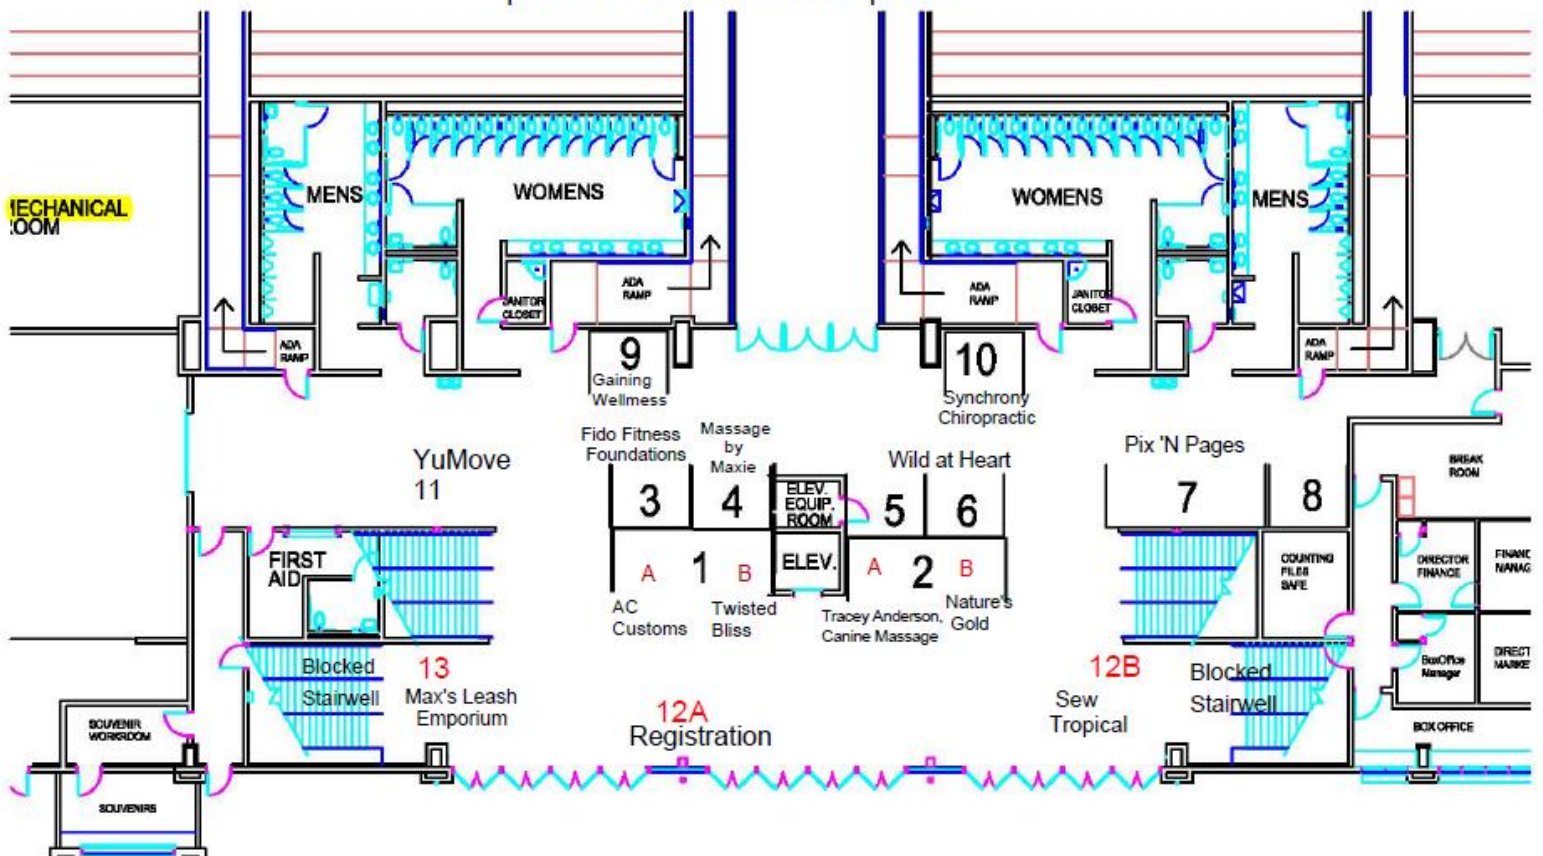 MENS
WOMENS
WOMENS
MENS
MECHANICAL
ROOM
JANITOR
CLOSET
ADA
RAMP
ADA
RAMP
JANITOR
CLOSET
ADA
RAMP
ADA
RAMP
9
Gaining
Wellness
10
Synchrony
Chiropractic
YuMove
11
Fido Fitness
Foundations
Massage
by
Maxie
Wild at Heart
Pix 'N Pages
BREAK
ROOM
3
4
ELEV.
EQUIP.
ROOM
5
6
7
8
FIRST
AID
A 1 B
ELEV.
A 2 B
COUNTING
FILES
SAFE
DIRECTOR
FINANCE
FINANC
MANAG
AC
Customs
Twisted
Bliss
Tracey Anderson,
Canine Massage
Nature's
Gold
Blocked
Stairwell
13
Max's Leash
Emporium
12A
Registration
12B
Sew
Tropical
Blocked
Stairwell
BoxOffice
Manager
DIRECT
MARKE
BOX OFFICE
SOUVENIR
WORKROOM
SOUVENIRS